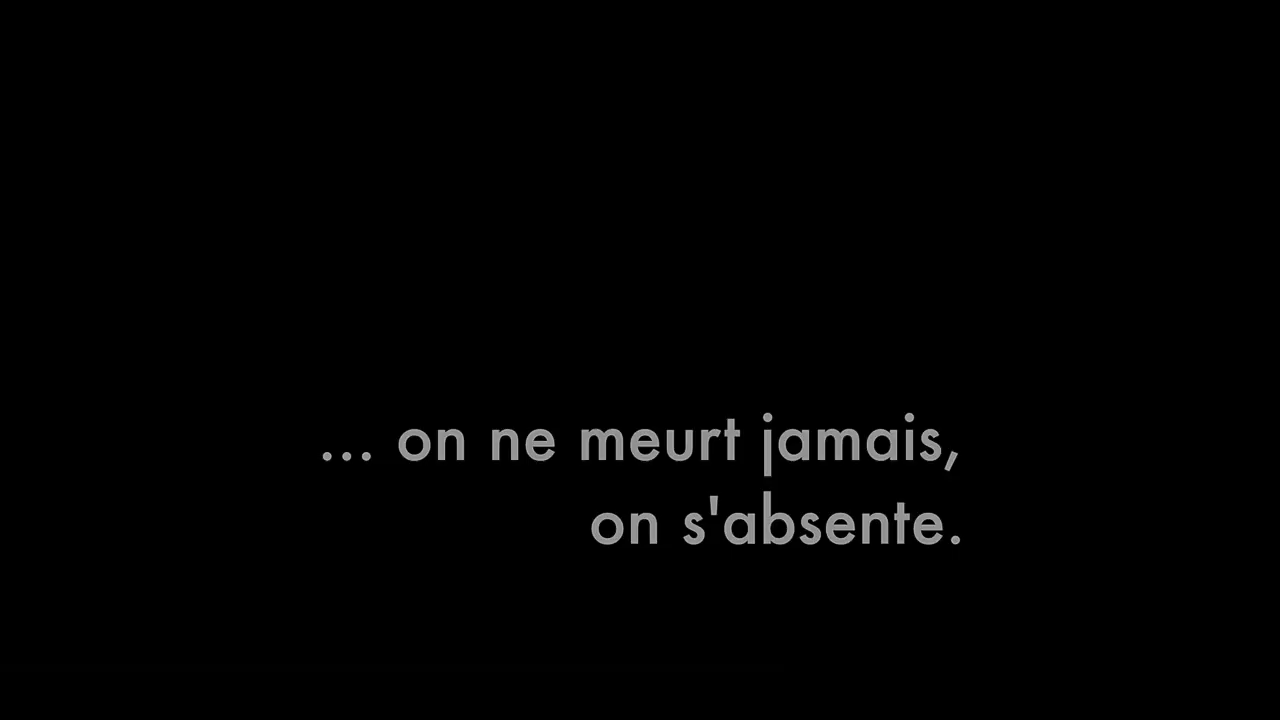 ... on ne meurt jamais,
on s'absente.